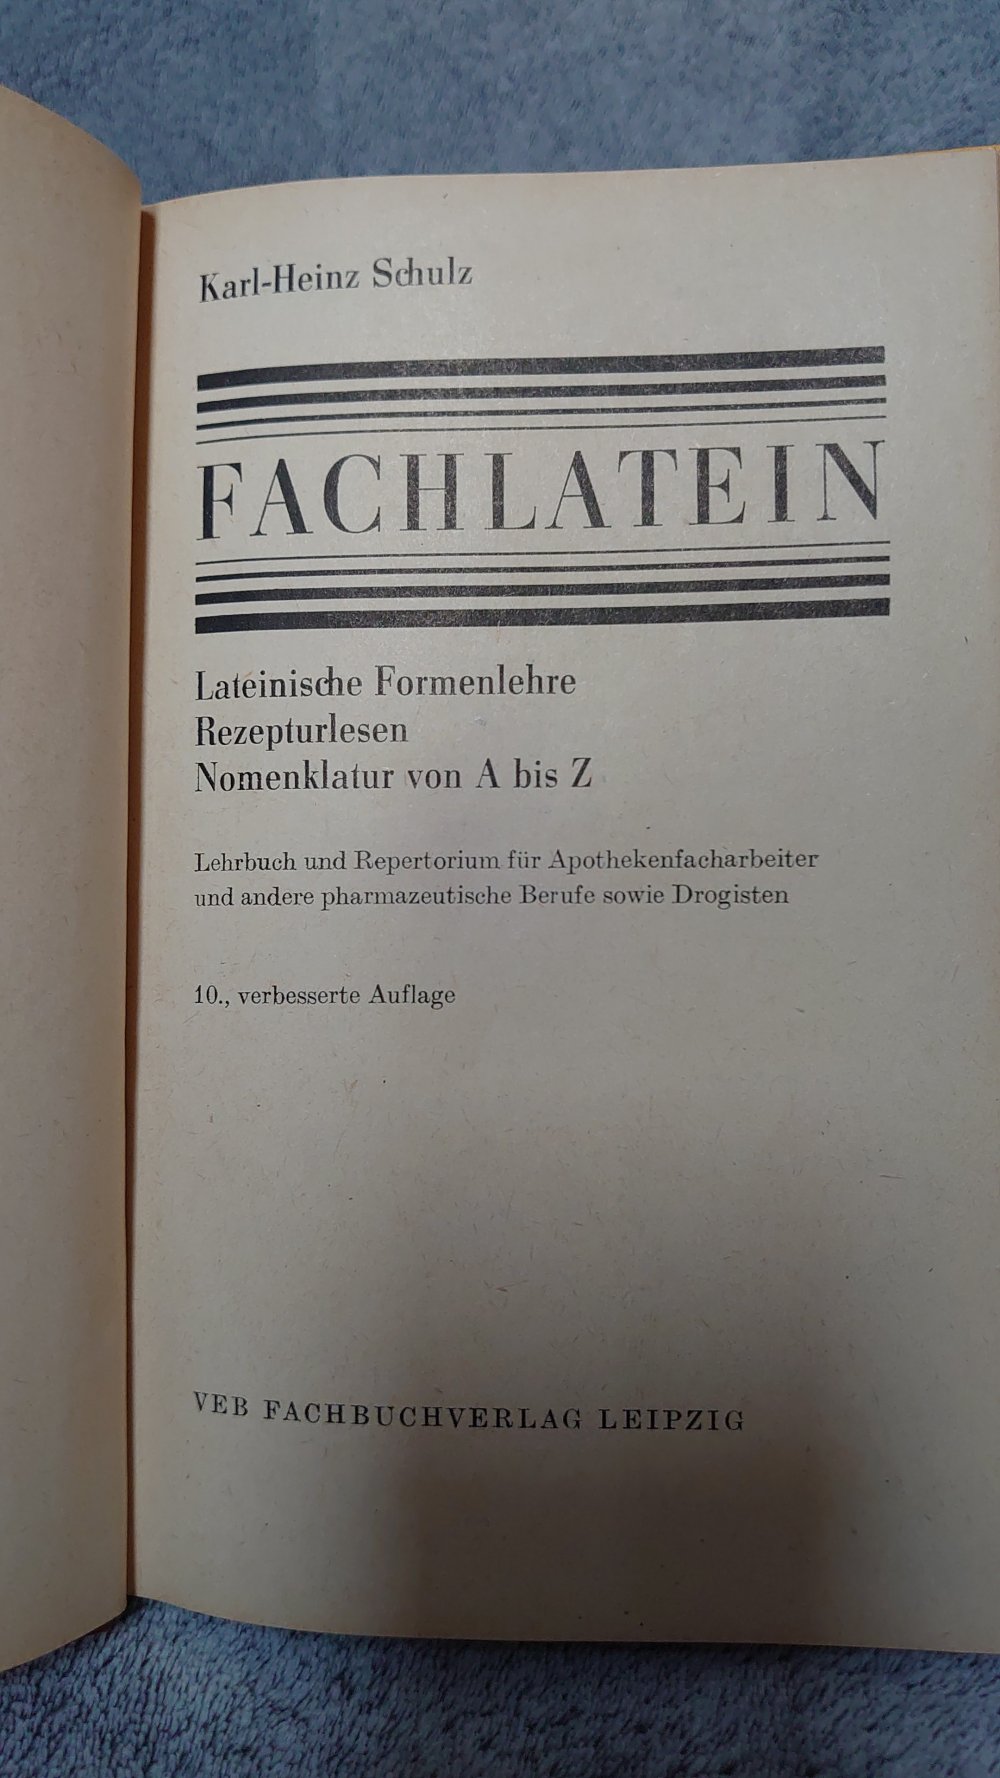 Karl-Heinz Schulz
FACHLATEIN
Lateinische Formenlehre
Rezepturlesen
Nomenklatur von A bis Z
Lehrbuch und Repertorium für Apothekenfacharbeiter
und andere pharmazeutische Berufe sowie Drogisten
10., verbesserte Auflage
VEB FACHBUCHVERLAG LEIPZIG